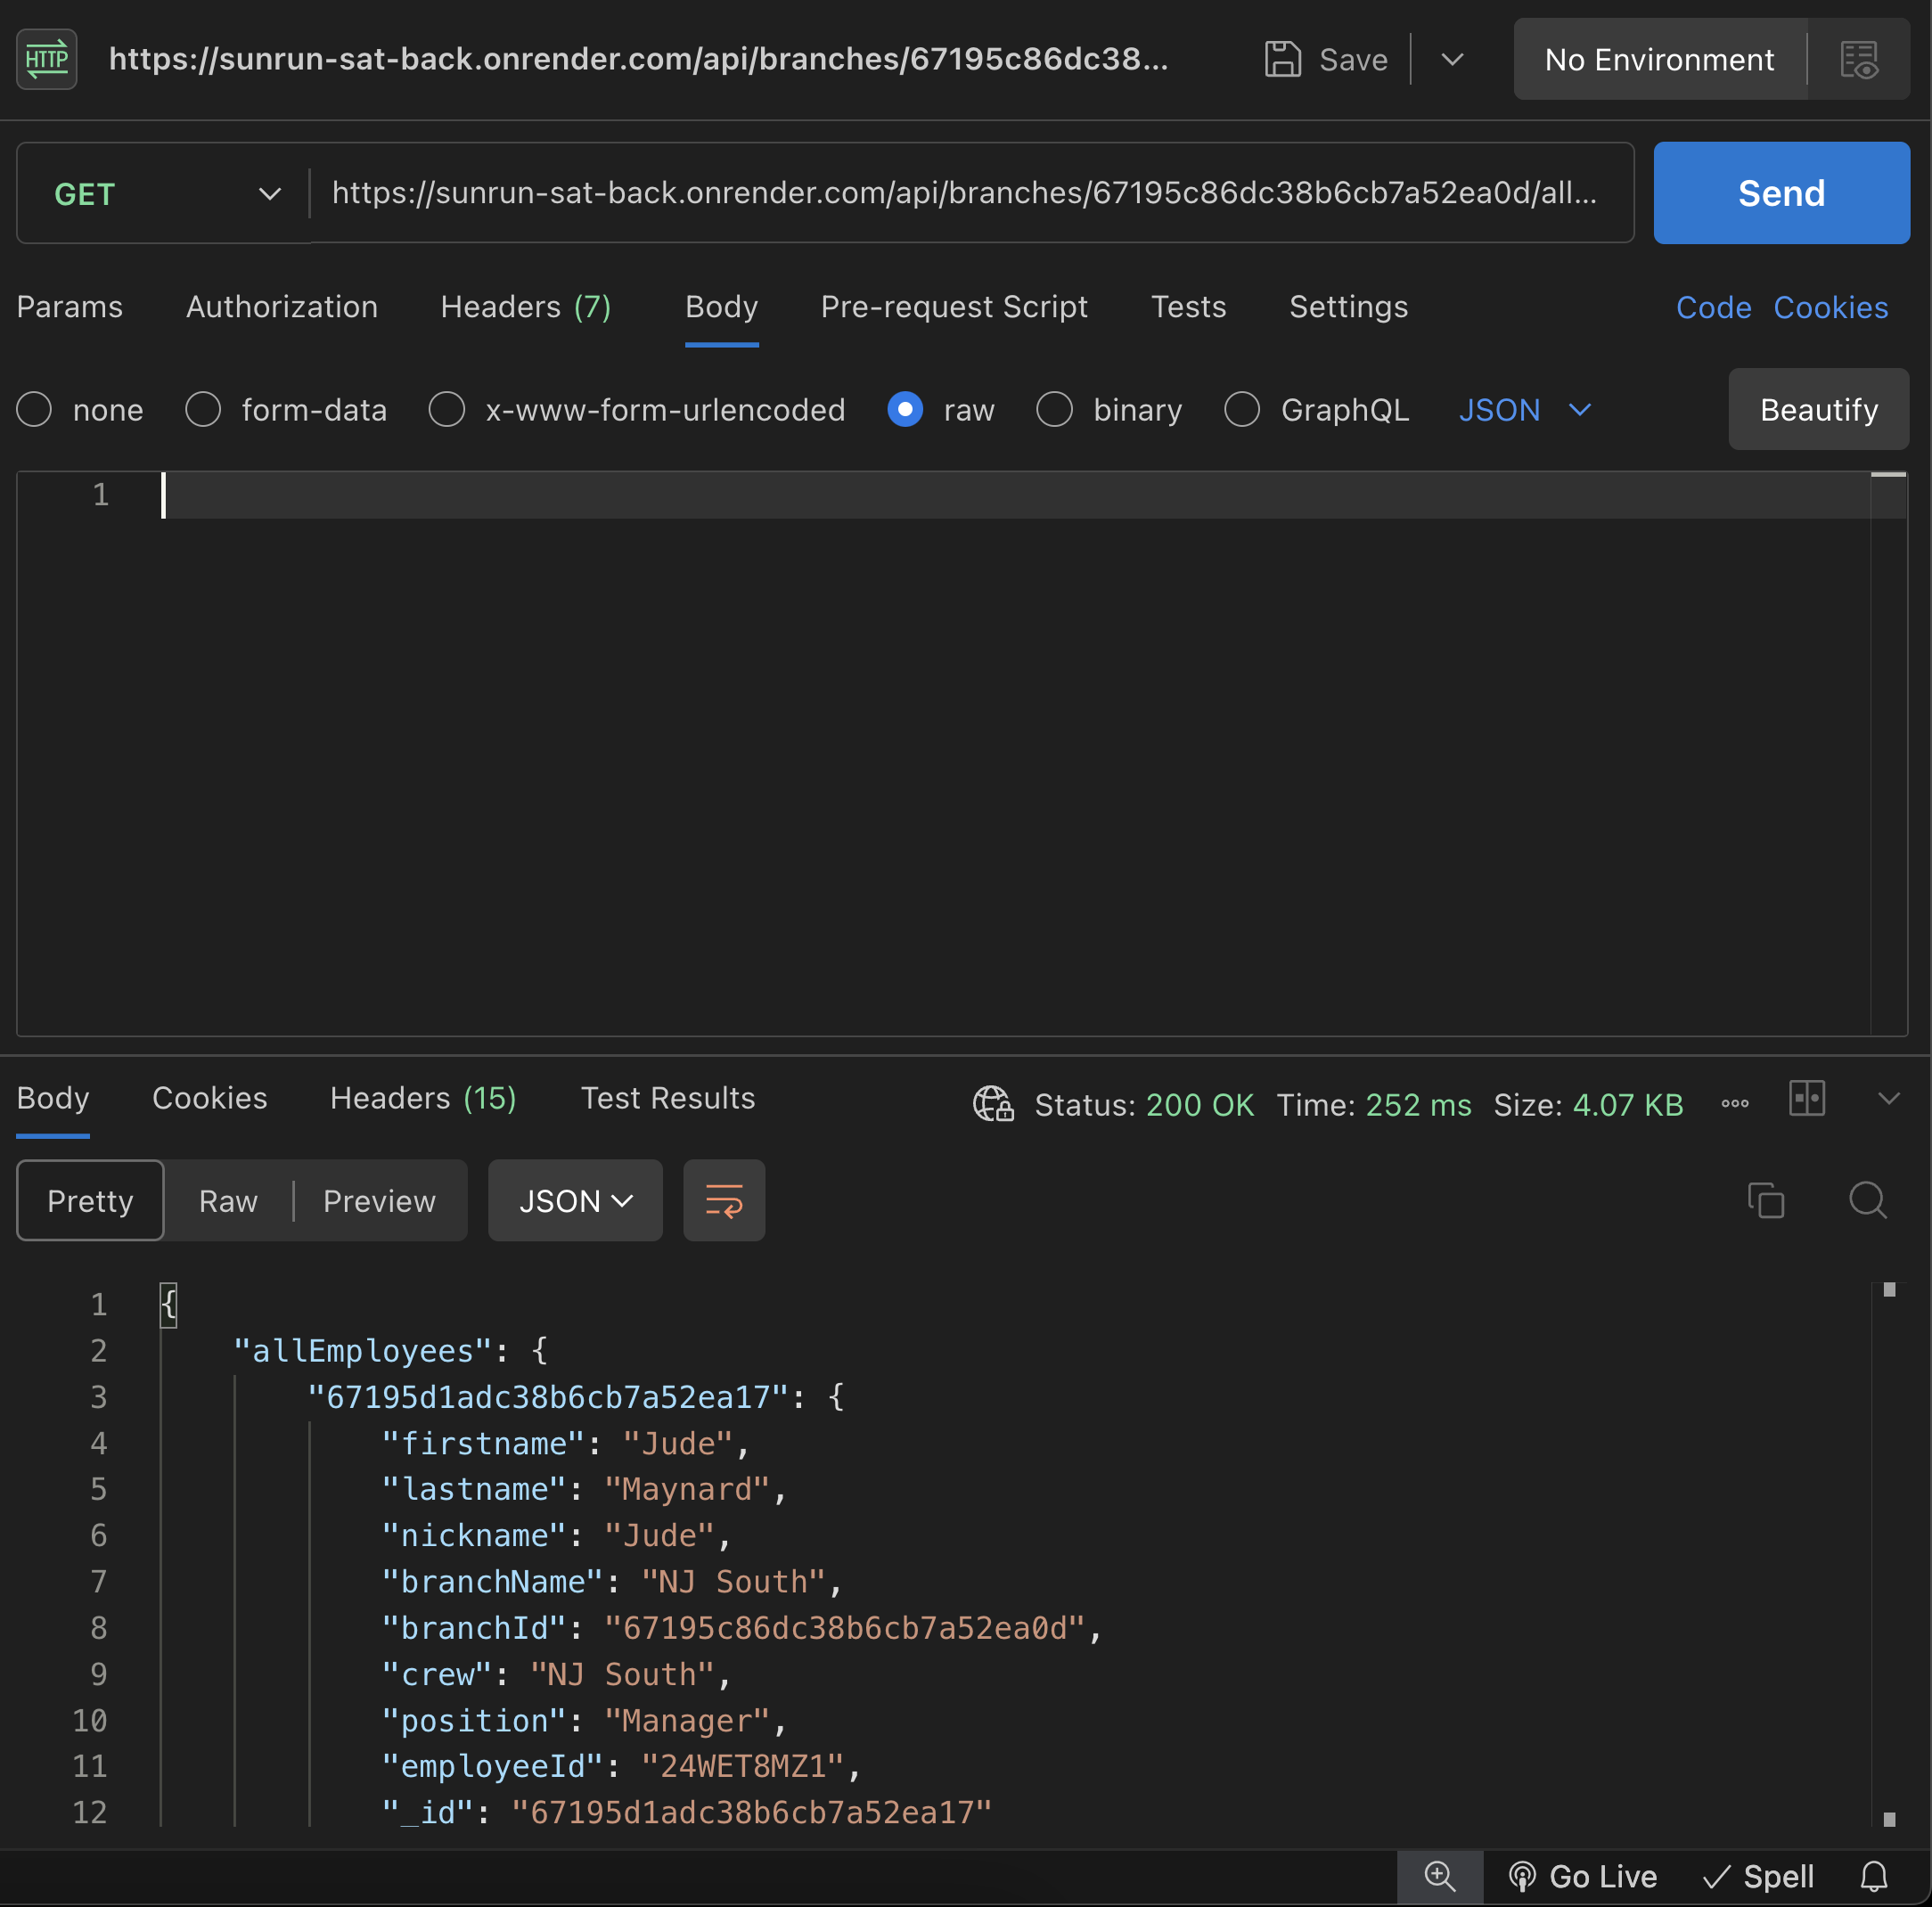 HTTP https://sunrun-sat-back.onrender.com/api/branches/67195c86dc38... Save No Environment
GET https://sunrun-sat-back.onrender.com/api/branches/67195c86dc38b6cb7a52ea0d/all... Send
Params Authorization Headers (7) Body Pre-request Script Tests Settings Code Cookies
none form-data x-www-form-urlencoded raw binary GraphQL JSON Beautify
1
Body Cookies Headers (15) Test Results Status: 200 OK Time: 252 ms Size: 4.07 KB
Pretty Raw Preview JSON
1 {
2 "allEmployees": {
3 "67195d1adc38b6cb7a52ea17": {
4 "firstname": "Jude",
5 "lastname": "Maynard",
6 "nickname": "Jude",
7 "branchName": "NJ South",
8 "branchId": "67195c86dc38b6cb7a52ea0d",
9 "crew": "NJ South",
10 "position": "Manager",
11 "employeeId": "24WET8MZ1",
12 "_id": "67195d1adc38b6cb7a52ea17"
Go Live Spell